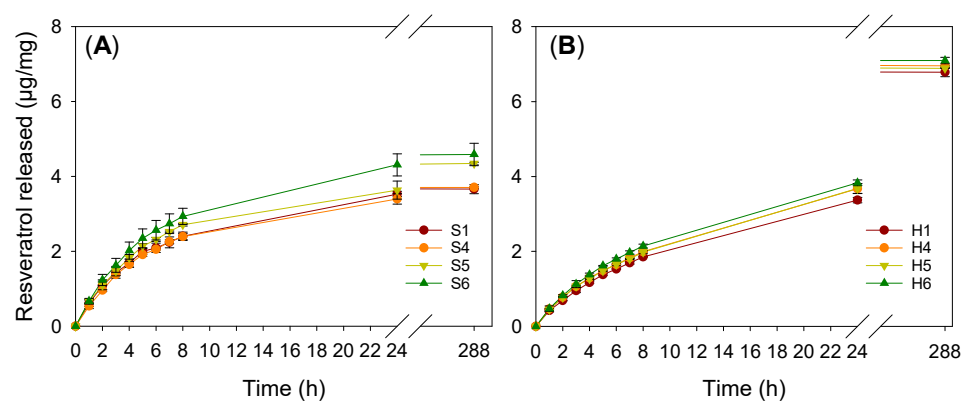 (A)
(B)
Resveratrol released (µg/mg)
8
6
4
2
0
S1
S4
S5
S6
0 2 4 6 8 10 12 14 16 18 20 22 24 288
Time (h)
8
6
4
2
0
H1
H4
H5
H6
0 2 4 6 8 10 12 14 16 18 20 22 24 288
Time (h)